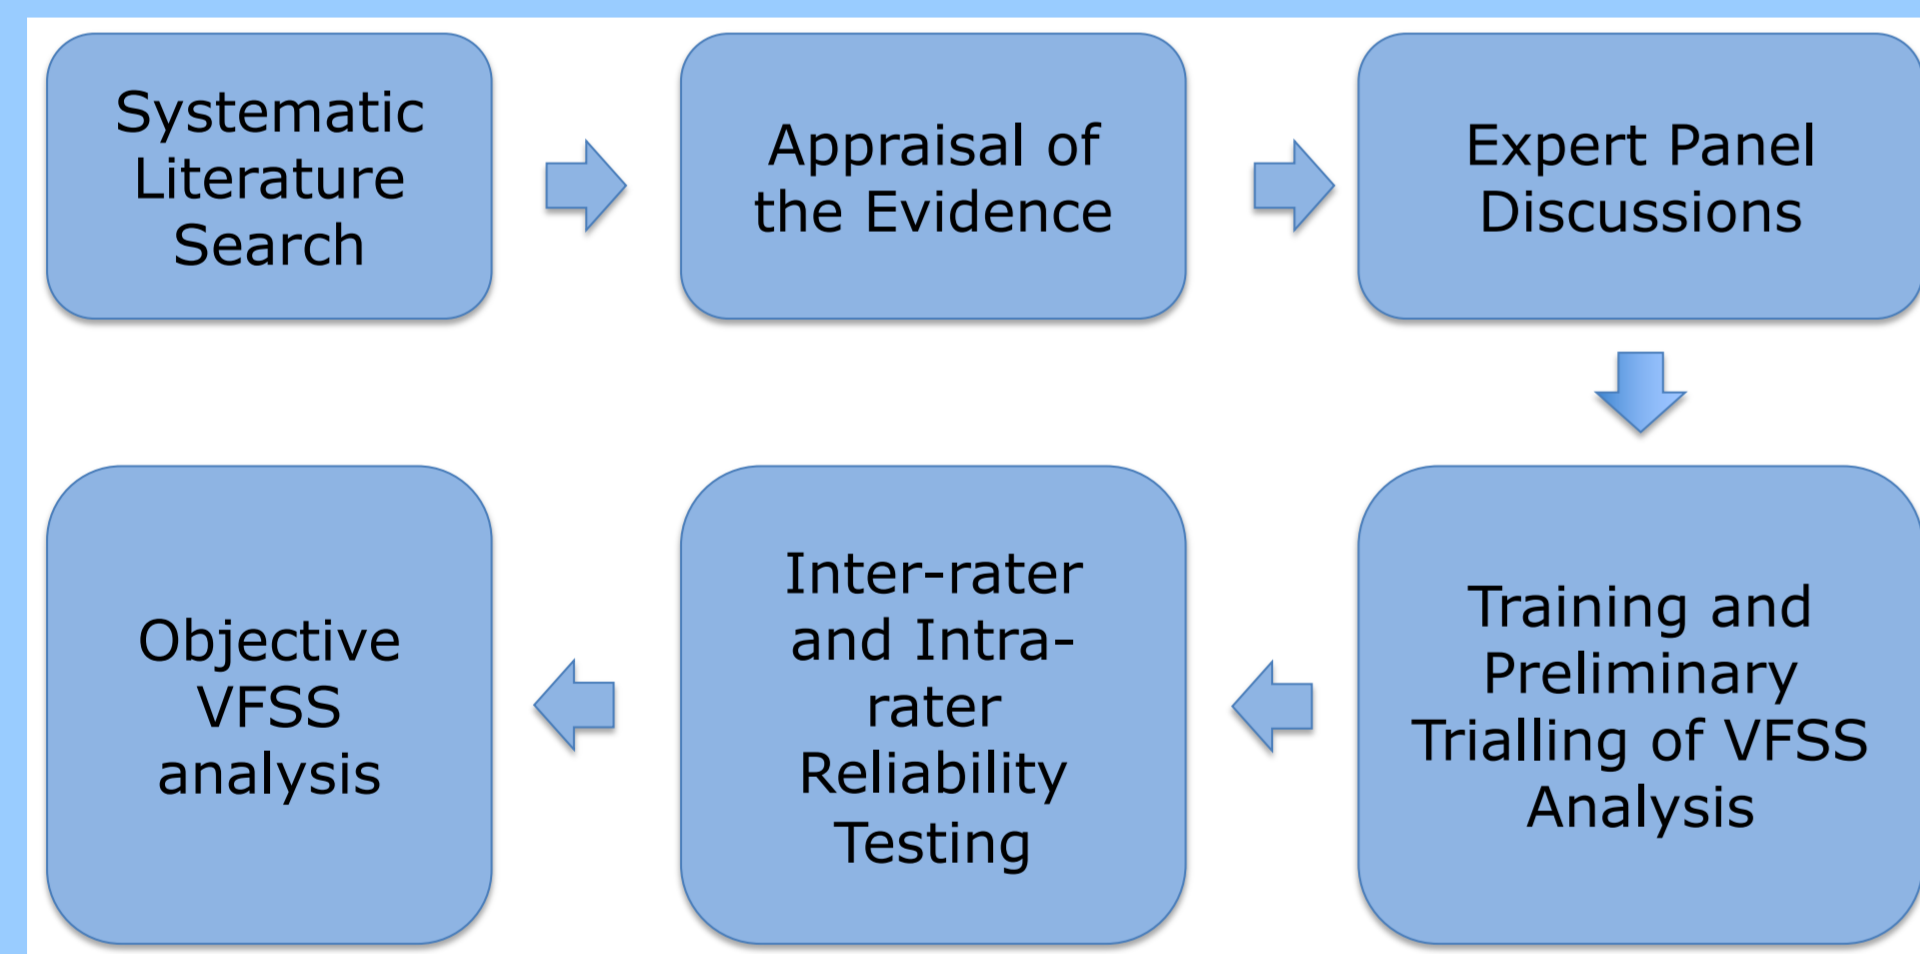 Systematic
Literature
Search
Appraisal of
the Evidence
Expert Panel
Discussions
Training and
Preliminary
Trialling of VFSS
Analysis
Inter-rater
and Intra-
rater
Reliability
Testing
Objective
VFSS
analysis